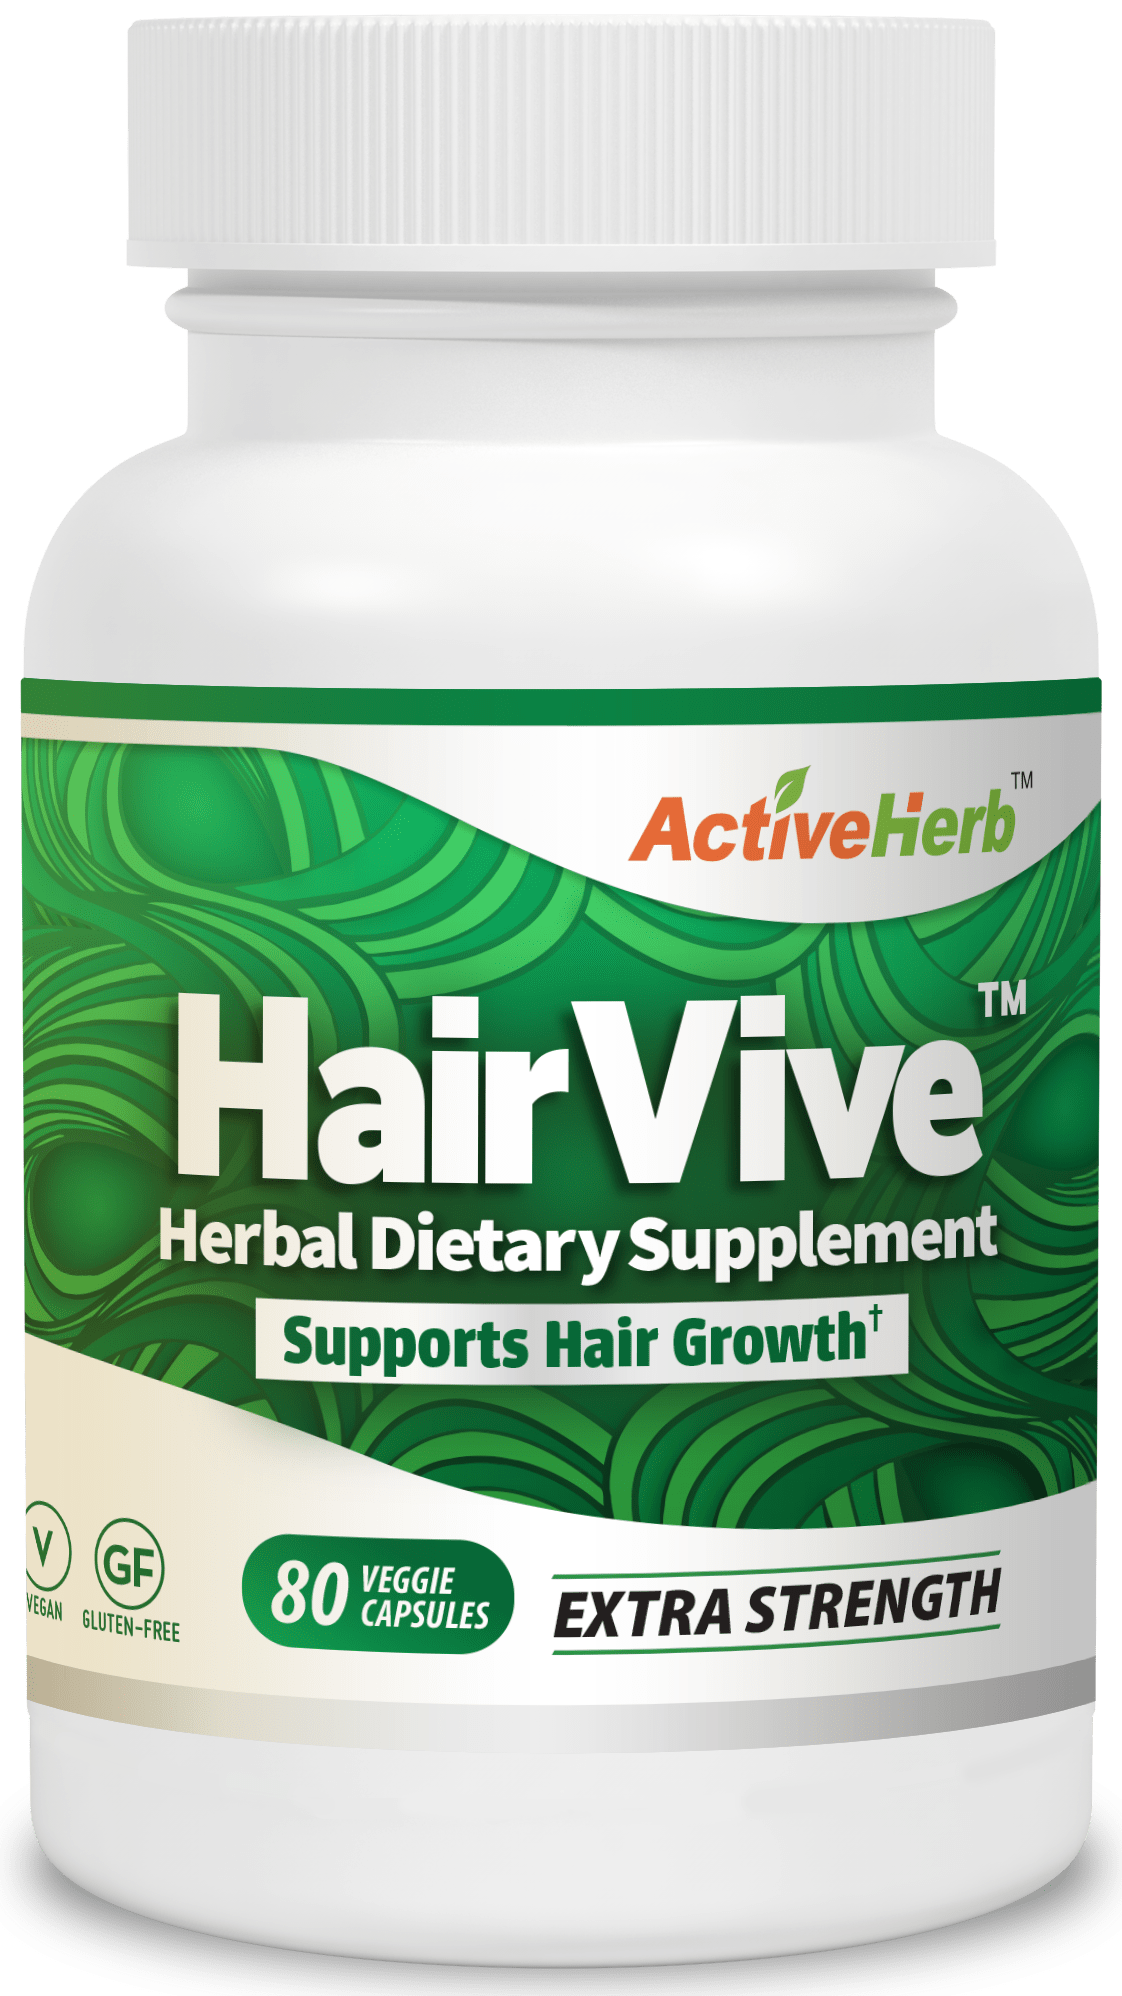 ActiveHerb™
HairVive™
Herbal Dietary Supplement
Supports Hair Growth†
V
VEGAN
GF
GLUTEN-FREE
80 VEGGIE
CAPSULES
EXTRA STRENGTH